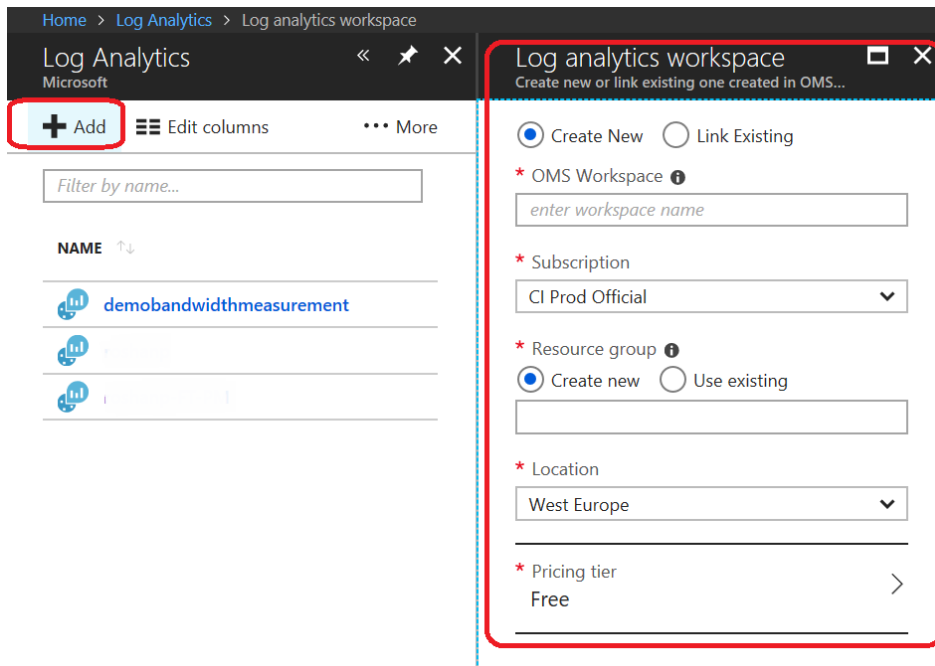 Home > Log Analytics > Log analytics workspace
Log Analytics
Microsoft
Add
Edit columns
••• More
Filter by name...
NAME
demobandwidthmeasurement
Log analytics workspace
Create new or link existing one created in OMS...
Create New
Link Existing
* OMS Workspace
enter workspace name
* Subscription
CI Prod Official
* Resource group
Create new
Use existing
* Location
West Europe
* Pricing tier
Free